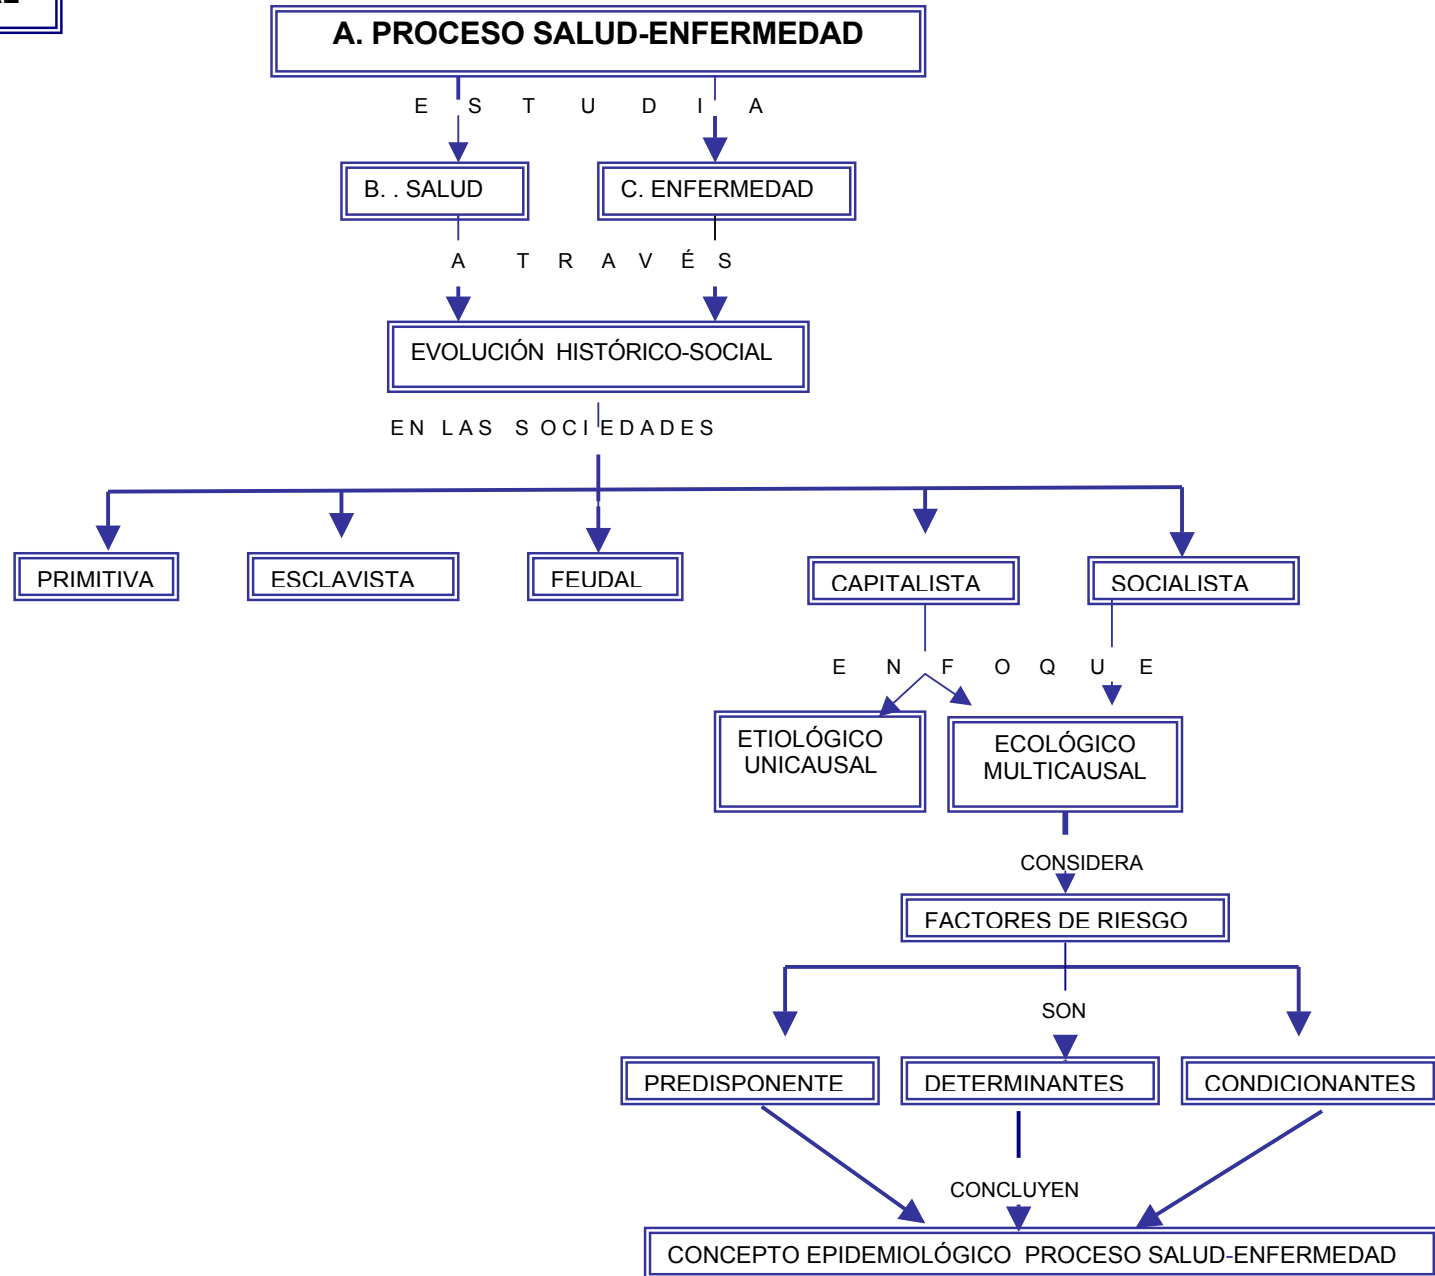 A. PROCESO SALUD-ENFERMEDAD
E S T U D I A
B. . SALUD
C. ENFERMEDAD
A T R A V É S
EVOLUCIÓN HISTÓRICO-SOCIAL
EN LAS SOCIEDADES
PRIMITIVA
ESCLAVISTA
FEUDAL
CAPITALISTA
SOCIALISTA
E N F O Q U E
ETIOLÓGICO
UNICAUSAL
ECOLÓGICO
MULTICAUSAL
CONSIDERA
FACTORES DE RIESGO
SON
PREDISPONENTE
DETERMINANTES
CONDICIONANTES
CONCLUYEN
CONCEPTO EPIDEMIOLÓGICO PROCESO SALUD-ENFERMEDAD